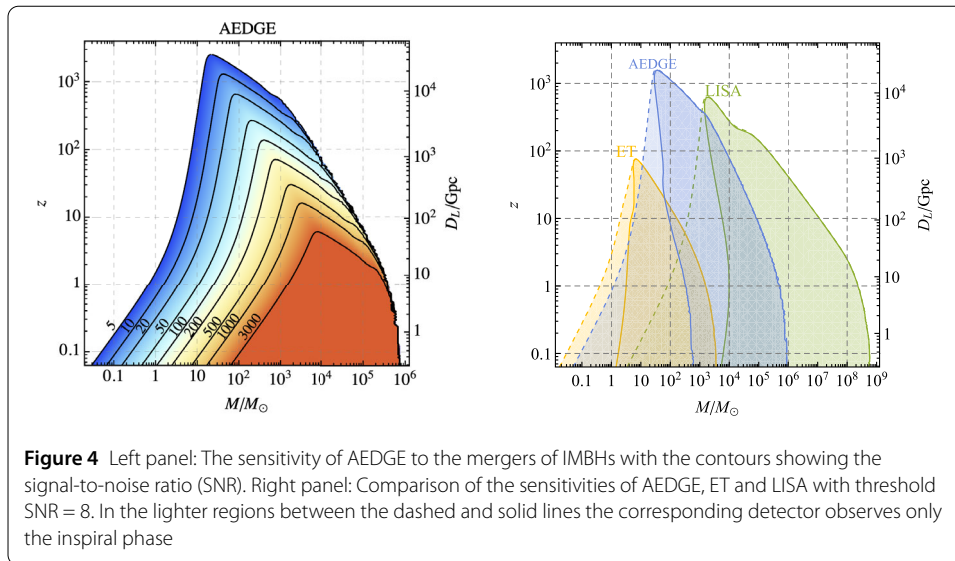 AEDGE
10³
10²
10
1
0.1
z
10⁴
10³
10²
10
1
D_L/Gpc
5
10
20
50
100
200
500
1000
3000
0.1 1 10 10² 10³ 10⁴ 10⁵ 10⁶
M/M⊙
AEDGE
LISA
ET
10³
10²
10
1
0.1
z
10⁴
10³
10²
10
1
D_L/Gpc
0.1 1 10 10² 10³ 10⁴ 10⁵ 10⁶ 10⁷ 10⁸ 10⁹
M/M⊙
Figure 4 Left panel: The sensitivity of AEDGE to the mergers of IMBHs with the contours showing the
signal-to-noise ratio (SNR). Right panel: Comparison of the sensitivities of AEDGE, ET and LISA with threshold
SNR = 8. In the lighter regions between the dashed and solid lines the corresponding detector observes only
the inspiral phase